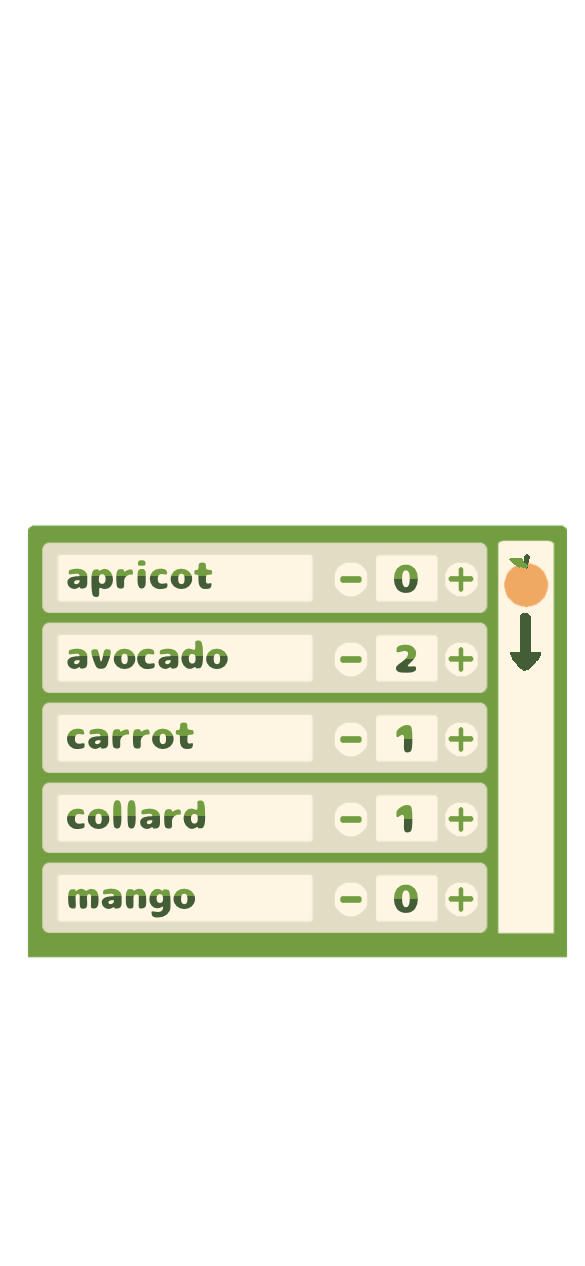 apricot - 0 +
avocado - 2 +
carrot - 1 +
collard - 1 +
mango - 0 +